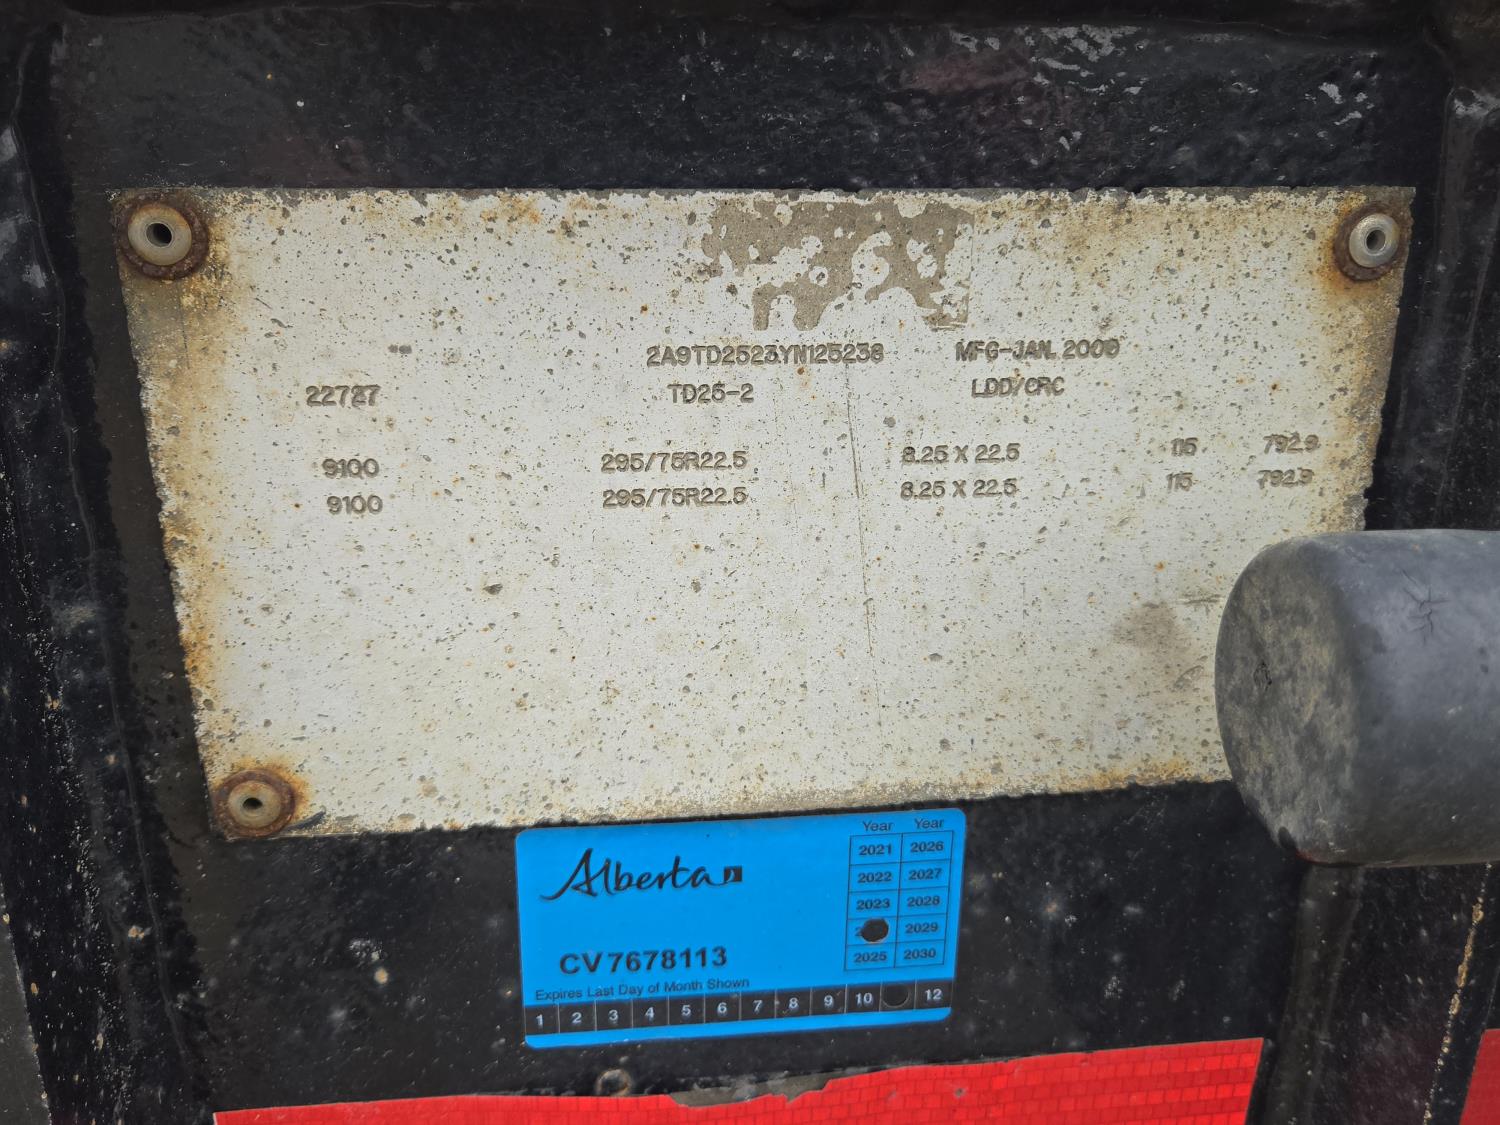 2A9TD2523YN125238 MFG-JAN. 2000
22727 TD25-2 LDD/CRC
9100 295/75R22.5 8.25 X 22.5 115 792.9
9100 295/75R22.5 8.25 X 22.5 115 792.9
Alberta
Year Year
2021 2026
2022 2027
2023 2028
2029
2025 2030
CV7678113
Expires Last Day of Month Shown
1 2 3 4 5 6 7 8 9 10 12